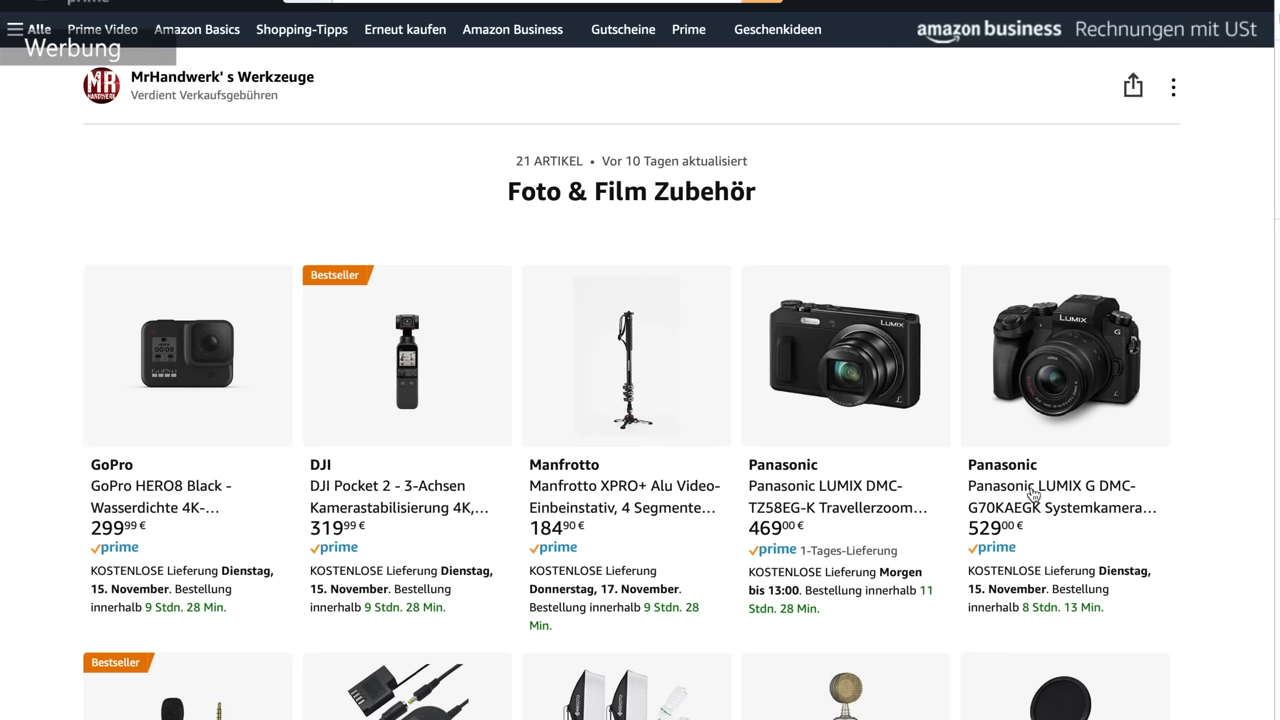 prime
Alle Prime Video Amazon Basics Shopping-Tipps Erneut kaufen Amazon Business Gutscheine Prime Geschenkideen
amazon business Rechnungen mit USt
Werbung
MR
HANDWERK
MrHandwerk' s Werkzeuge
Verdient Verkaufsgebühren
21 ARTIKEL • Vor 10 Tagen aktualisiert
Foto & Film Zubehör
Bestseller
GoPro
LUMIX
L
LUMIX
G
GoPro
GoPro HERO8 Black -
Wasserdichte 4K-…
299,99 €
prime
KOSTENLOSE Lieferung Dienstag,
15. November. Bestellung
innerhalb 9 Stdn. 28 Min.
DJI
DJI Pocket 2 - 3-Achsen
Kamerastabilisierung 4K,…
319,99 €
prime
KOSTENLOSE Lieferung Dienstag,
15. November. Bestellung
innerhalb 9 Stdn. 28 Min.
Manfrotto
Manfrotto XPRO+ Alu Video-
Einbeinstativ, 4 Segmente…
184,90 €
prime
KOSTENLOSE Lieferung
Donnerstag, 17. November.
Bestellung innerhalb 9 Stdn. 28
Min.
Panasonic
Panasonic LUMIX DMC-
TZ58EG-K Travellerzoom…
469,00 €
prime 1-Tages-Lieferung
KOSTENLOSE Lieferung Morgen
bis 13:00. Bestellung innerhalb 11
Stdn. 28 Min.
Panasonic
Panasonic LUMIX G DMC-
G70KAEGK Systemkamera…
529,00 €
prime
KOSTENLOSE Lieferung Dienstag,
15. November. Bestellung
innerhalb 8 Stdn. 13 Min.
Bestseller